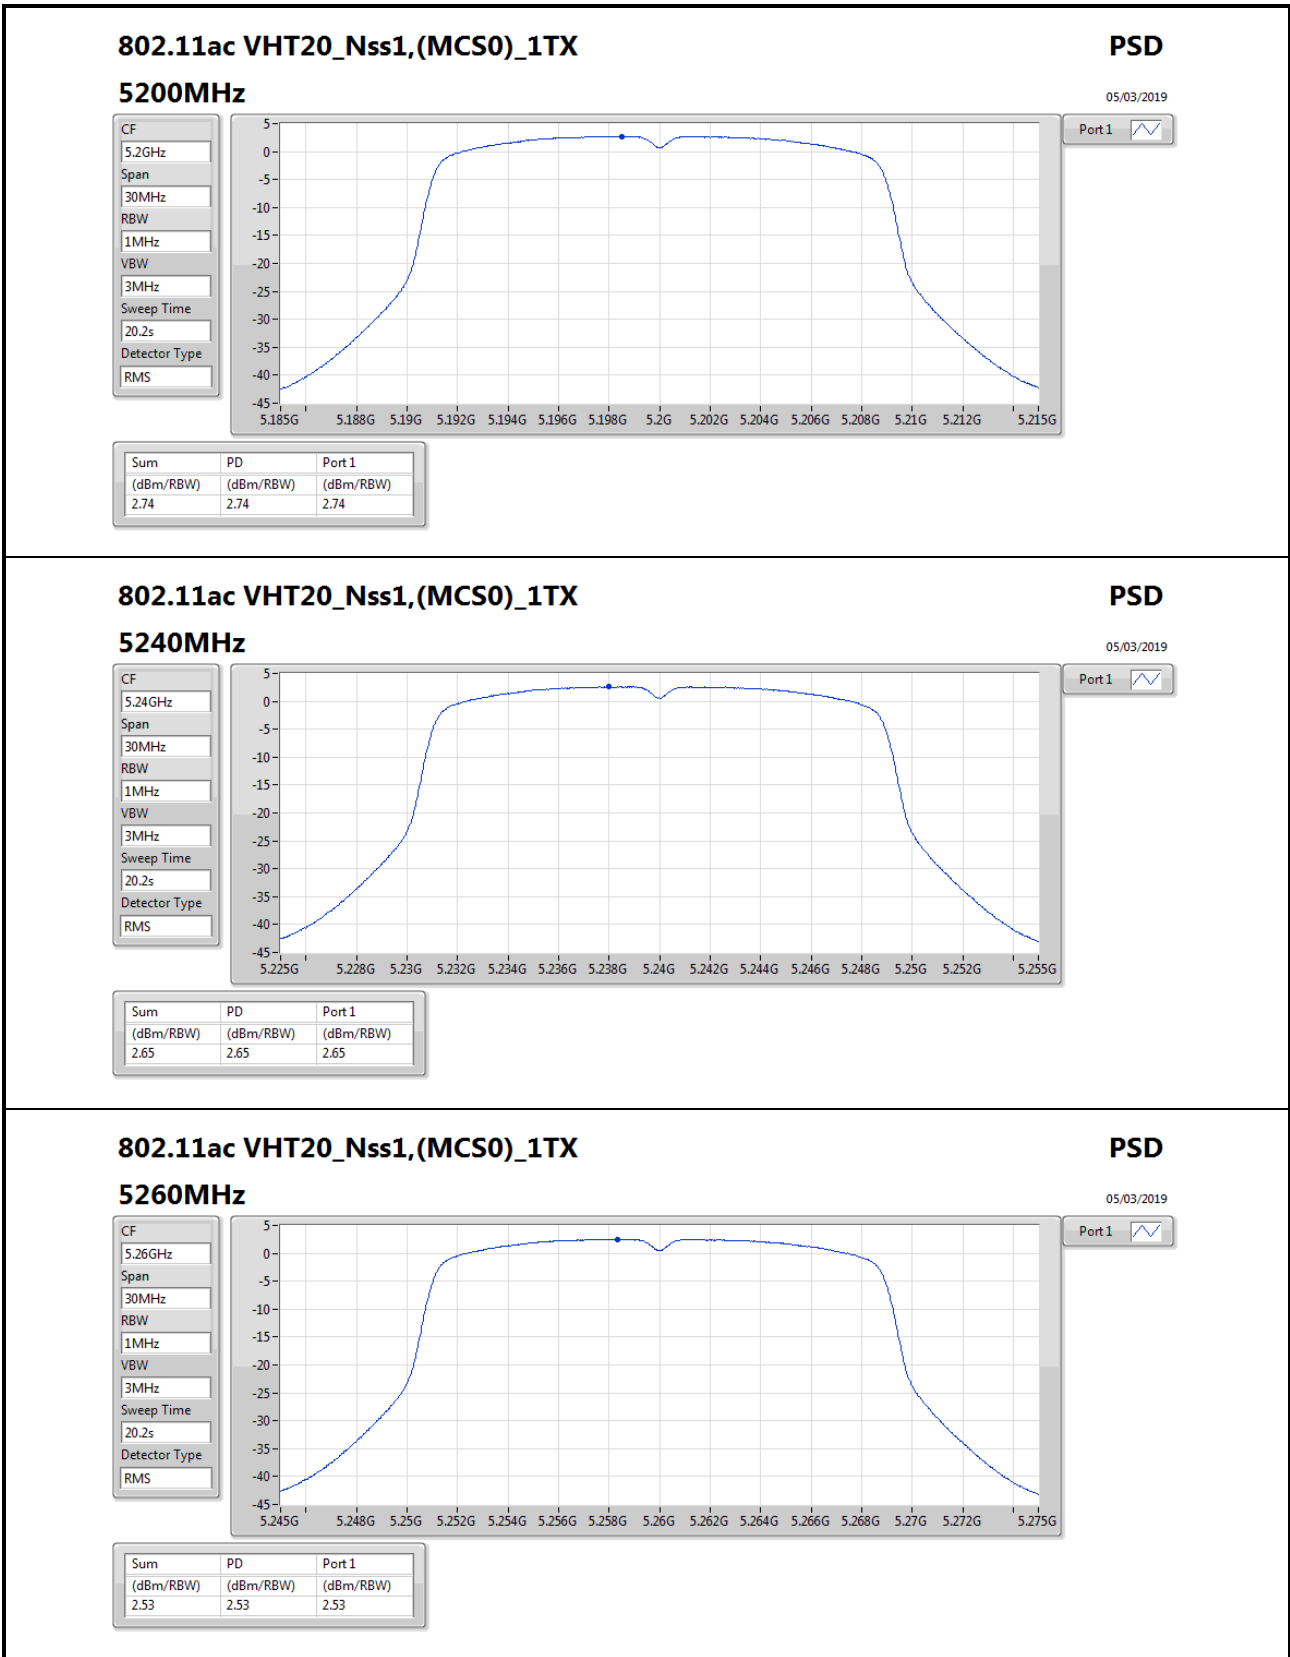 802.11ac VHT20_Nss1,(MCS0)_1TX PSD
5200MHz 05/03/2019
CF
5.2GHz
Span
30MHz
RBW
1MHz
VBW
3MHz
Sweep Time
20.2s
Detector Type
RMS
5
0
-5
-10
-15
-20
-25
-30
-35
-40
-45
5.185G 5.188G 5.19G 5.192G 5.194G 5.196G 5.198G 5.2G 5.202G 5.204G 5.206G 5.208G 5.21G 5.212G 5.215G
Port 1
Sum PD Port 1
(dBm/RBW) (dBm/RBW) (dBm/RBW)
2.74 2.74 2.74
802.11ac VHT20_Nss1,(MCS0)_1TX PSD
5240MHz 05/03/2019
CF
5.24GHz
Span
30MHz
RBW
1MHz
VBW
3MHz
Sweep Time
20.2s
Detector Type
RMS
5
0
-5
-10
-15
-20
-25
-30
-35
-40
-45
5.225G 5.228G 5.23G 5.232G 5.234G 5.236G 5.238G 5.24G 5.242G 5.244G 5.246G 5.248G 5.25G 5.252G 5.255G
Port 1
Sum PD Port 1
(dBm/RBW) (dBm/RBW) (dBm/RBW)
2.65 2.65 2.65
802.11ac VHT20_Nss1,(MCS0)_1TX PSD
5260MHz 05/03/2019
CF
5.26GHz
Span
30MHz
RBW
1MHz
VBW
3MHz
Sweep Time
20.2s
Detector Type
RMS
5
0
-5
-10
-15
-20
-25
-30
-35
-40
-45
5.245G 5.248G 5.25G 5.252G 5.254G 5.256G 5.258G 5.26G 5.262G 5.264G 5.266G 5.268G 5.27G 5.272G 5.275G
Port 1
Sum PD Port 1
(dBm/RBW) (dBm/RBW) (dBm/RBW)
2.53 2.53 2.53